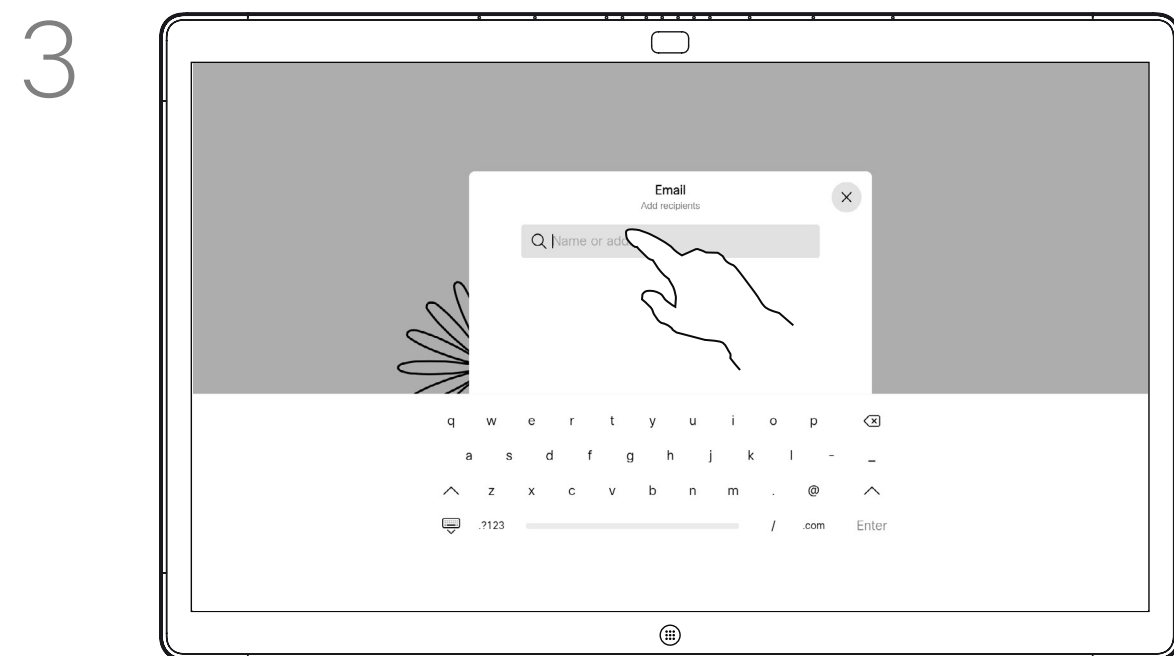 3
Email
Add recipients
Name or add
q w e r t y u i o p
a s d f g h j k l - _
z x c v b n m . @
.?123 / .com Enter